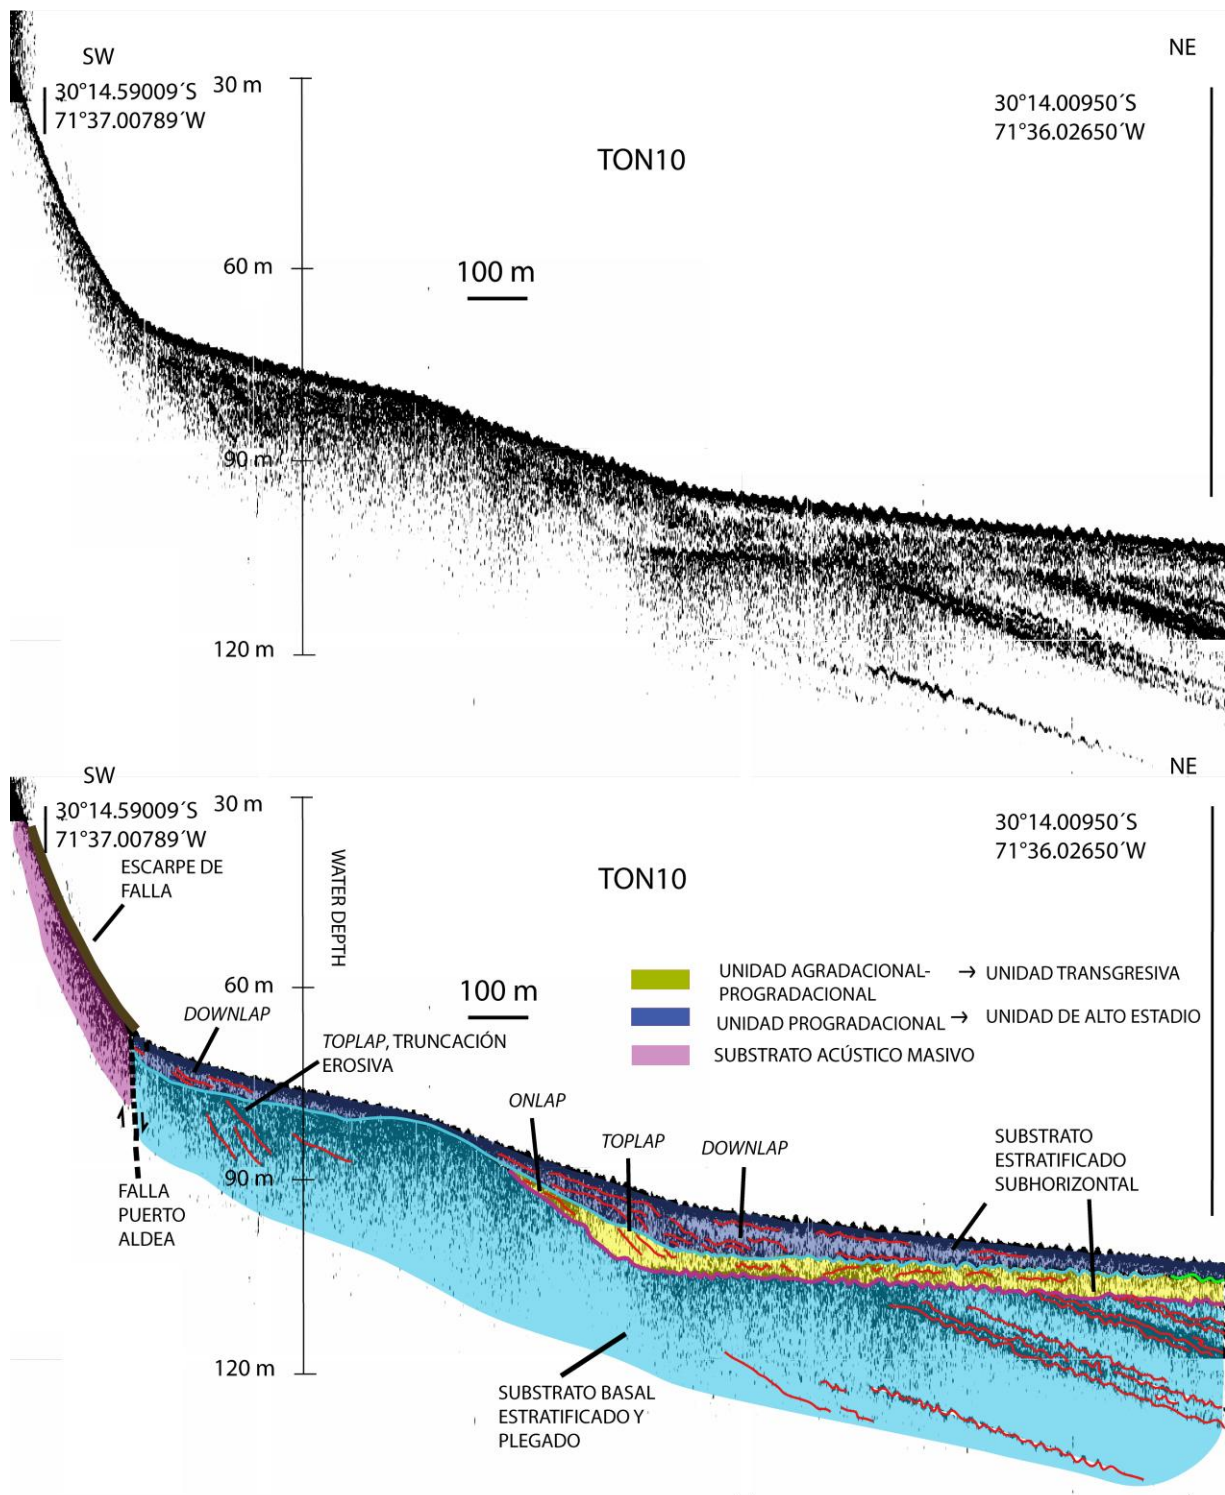 SW
NE
30°14.59009´S
71°37.00789´W
30 m
30°14.00950´S
71°36.02650´W
TON10
60 m
100 m
90 m
120 m
SW
NE
30°14.59009´S
71°37.00789´W
30 m
30°14.00950´S
71°36.02650´W
ESCARPE DE
FALLA
WATER DEPTH
TON10
60 m
100 m
UNIDAD AGRADACIONAL- → UNIDAD TRANSGRESIVA
PROGRADACIONAL
UNIDAD PROGRADACIONAL → UNIDAD DE ALTO ESTADIO
SUBSTRATO ACÚSTICO MASIVO
DOWNLAP
TOPLAP, TRUNCACIÓN
EROSIVA
ONLAP
TOPLAP
DOWNLAP
SUBSTRATO
ESTRATIFICADO
SUBHORIZONTAL
90 m
FALLA
PUERTO
ALDEA
120 m
SUBSTRATO BASAL
ESTRATIFICADO Y
PLEGADO